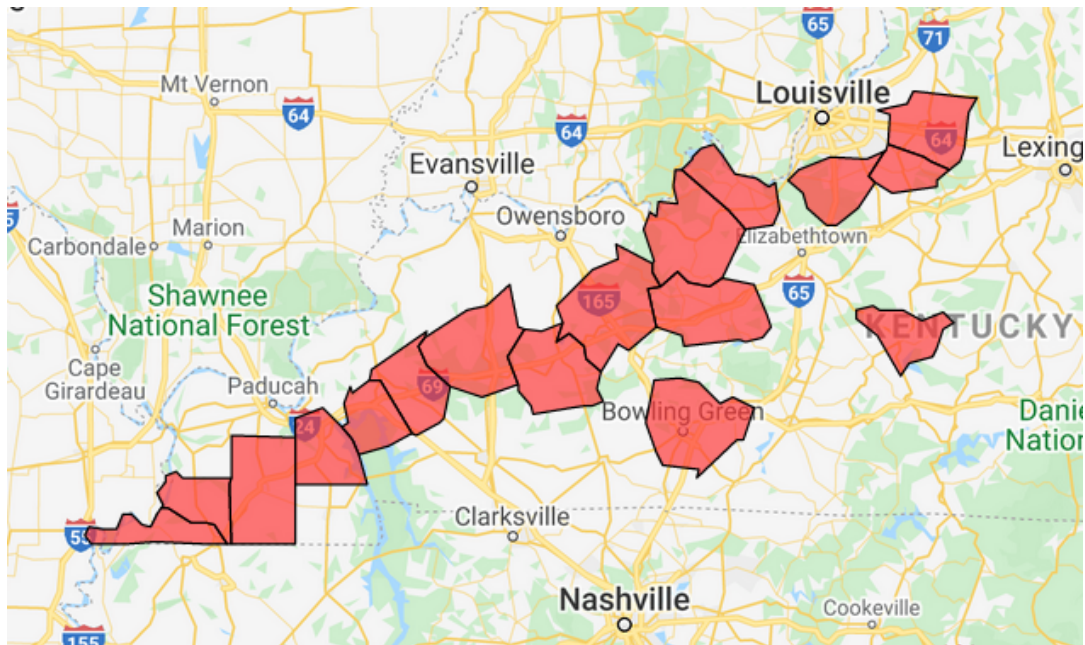 65
71
Mt Vernon
64
Louisville
64
64
Evansville
Lexing
Owensboro
5
Marion
Carbondale
Elizabethtown
Shawnee
National Forest
165
65
KENTUCKY
Cape
Girardeau
Paducah
69
24
Bowling Green
Danie
Nation
Clarksville
55
Nashville
Cookeville
155